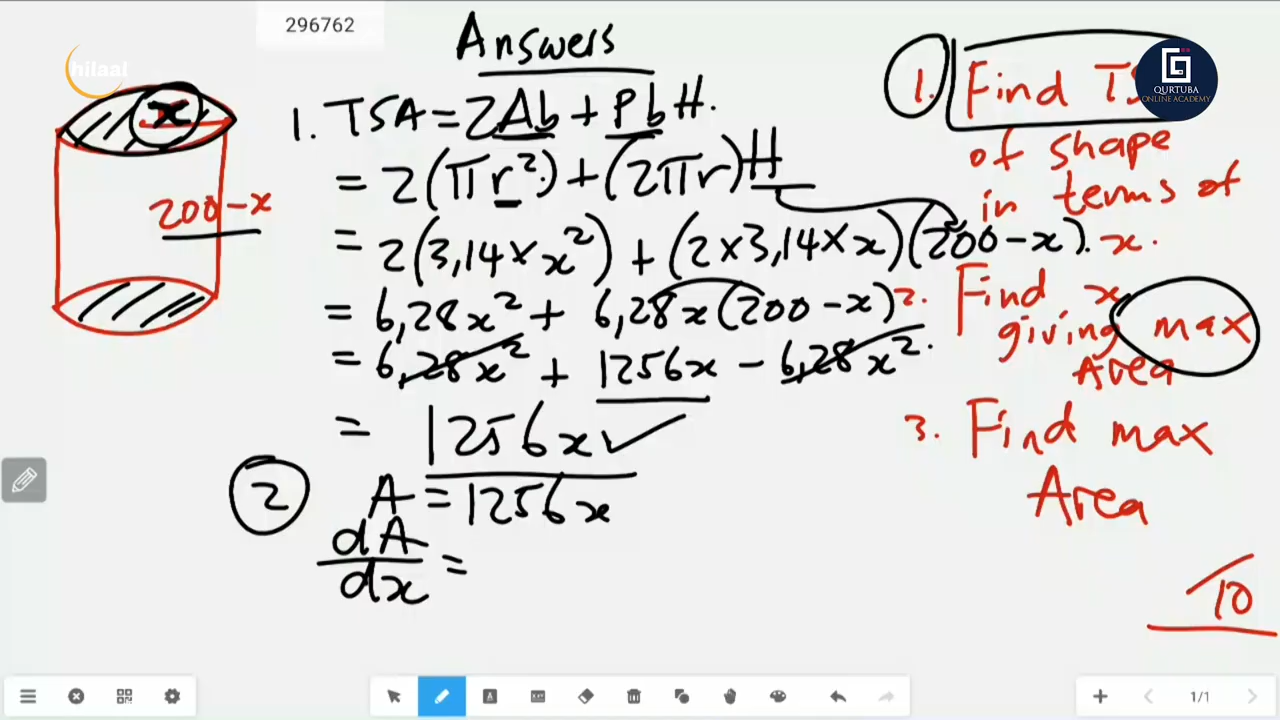 296762
hilaal
QURTUBA
ONLINE ACADEMY
Answers
x
200-x
1. TSA = 2Ab + PbH.
= 2(πr²) + (2πr)H
= 2(3,14 × x²) + (2×3,14×x)(200-x).
= 6,28x² + 6,28x(200-x)
= 6,28x² + 1256x - 6,28x².
= 1256x ✓
2 A = 1256x
dA/dx =
1. Find TS
of shape
in terms of
x.
2. Find x
giving max
Area
3. Find max
Area
/10
1/1